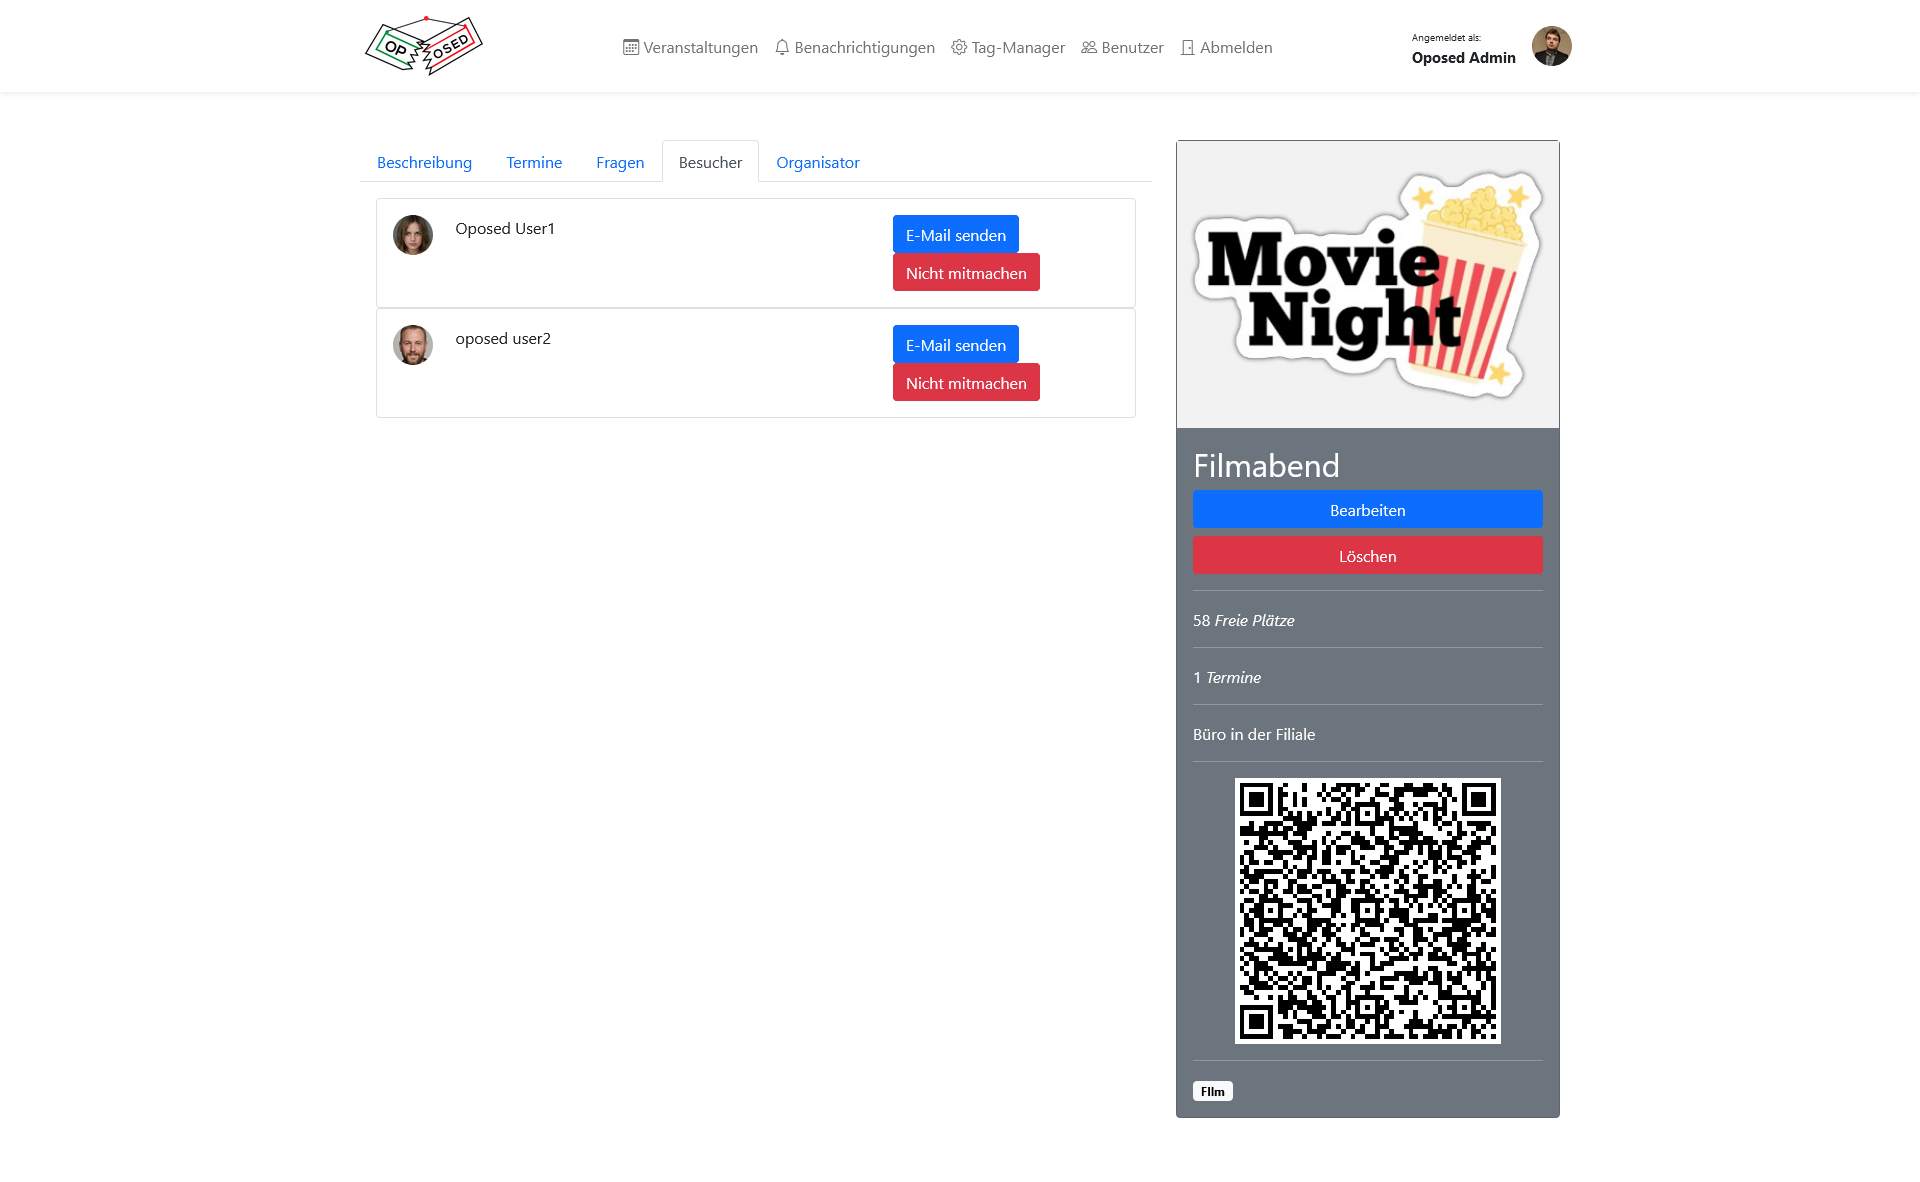 OPOSED
Veranstaltungen
Benachrichtigungen
Tag-Manager
Benutzer
Abmelden
Angemeldet als:
Oposed Admin
Beschreibung
Termine
Fragen
Besucher
Organisator
Oposed User1
E-Mail senden
Nicht mitmachen
oposed user2
E-Mail senden
Nicht mitmachen
Movie
Night
Filmabend
Bearbeiten
Löschen
58 Freie Plätze
1 Termine
Büro in der Filiale
Film